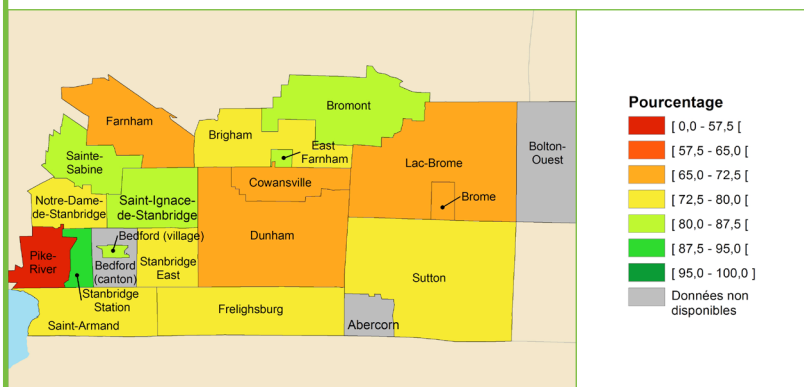 Bromont
Farnham
Brigham
East
Farnham
Bolton-
Ouest
Sainte-
Sabine
Lac-Brome
Cowansville
Brome
Notre-Dame-
de-Stanbridge
Saint-Ignace-
de-Stanbridge
Bedford (village)
Dunham
Pike-
River
Bedford
(canton)
Stanbridge
East
Sutton
Stanbridge
Station
Frelighsburg
Saint-Armand
Abercorn
Pourcentage
[ 0,0 - 57,5 [
[ 57,5 - 65,0 [
[ 65,0 - 72,5 [
[ 72,5 - 80,0 [
[ 80,0 - 87,5 [
[ 87,5 - 95,0 [
[ 95,0 - 100,0 ]
Données non
disponibles